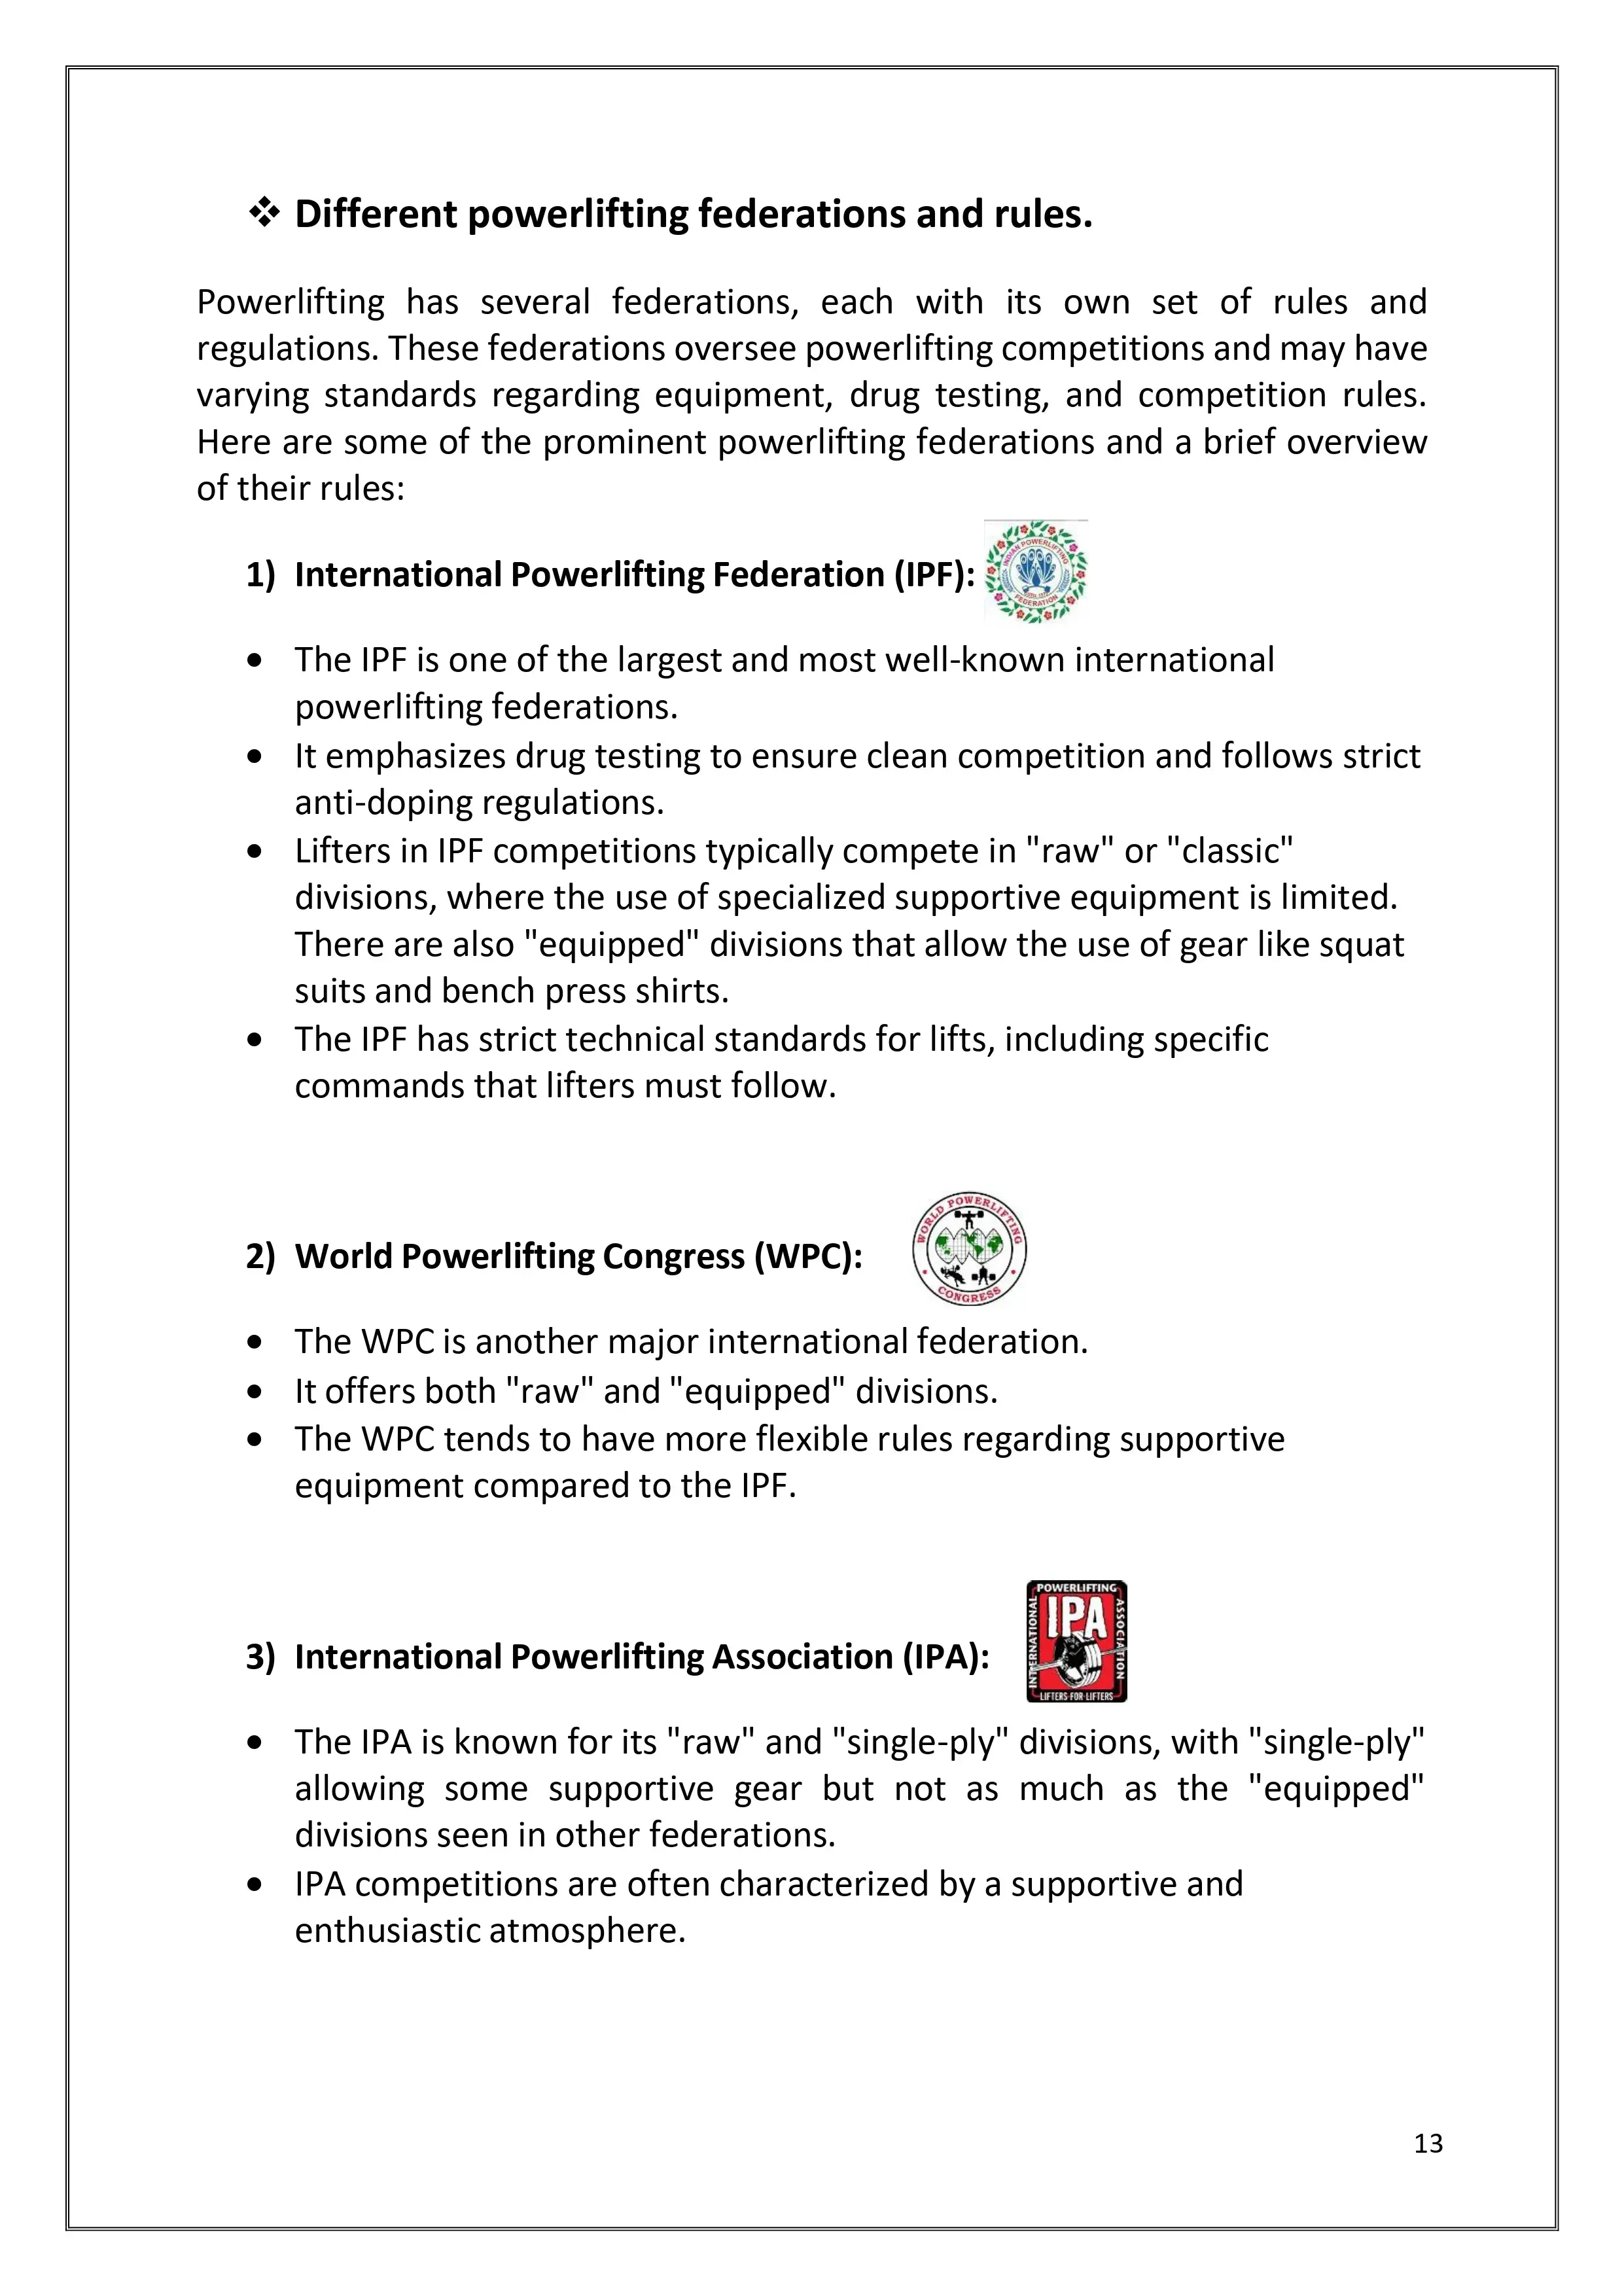 ❖ Different powerlifting federations and rules.
Powerlifting has several federations, each with its own set of rules and
regulations. These federations oversee powerlifting competitions and may have
varying standards regarding equipment, drug testing, and competition rules.
Here are some of the prominent powerlifting federations and a brief overview
of their rules:
1) International Powerlifting Federation (IPF):
INDIAN POWERLIFTING
FEDERATION
• The IPF is one of the largest and most well-known international
powerlifting federations.
• It emphasizes drug testing to ensure clean competition and follows strict
anti-doping regulations.
• Lifters in IPF competitions typically compete in "raw" or "classic"
divisions, where the use of specialized supportive equipment is limited.
There are also "equipped" divisions that allow the use of gear like squat
suits and bench press shirts.
• The IPF has strict technical standards for lifts, including specific
commands that lifters must follow.
2) World Powerlifting Congress (WPC):
WORLD POWERLIFTING
CONGRESS
• The WPC is another major international federation.
• It offers both "raw" and "equipped" divisions.
• The WPC tends to have more flexible rules regarding supportive
equipment compared to the IPF.
3) International Powerlifting Association (IPA):
INTERNATIONAL
POWERLIFTING
ASSOCIATION
IPA
LIFTERS-FOR-LIFTERS
• The IPA is known for its "raw" and "single-ply" divisions, with "single-ply"
allowing some supportive gear but not as much as the "equipped"
divisions seen in other federations.
• IPA competitions are often characterized by a supportive and
enthusiastic atmosphere.
13